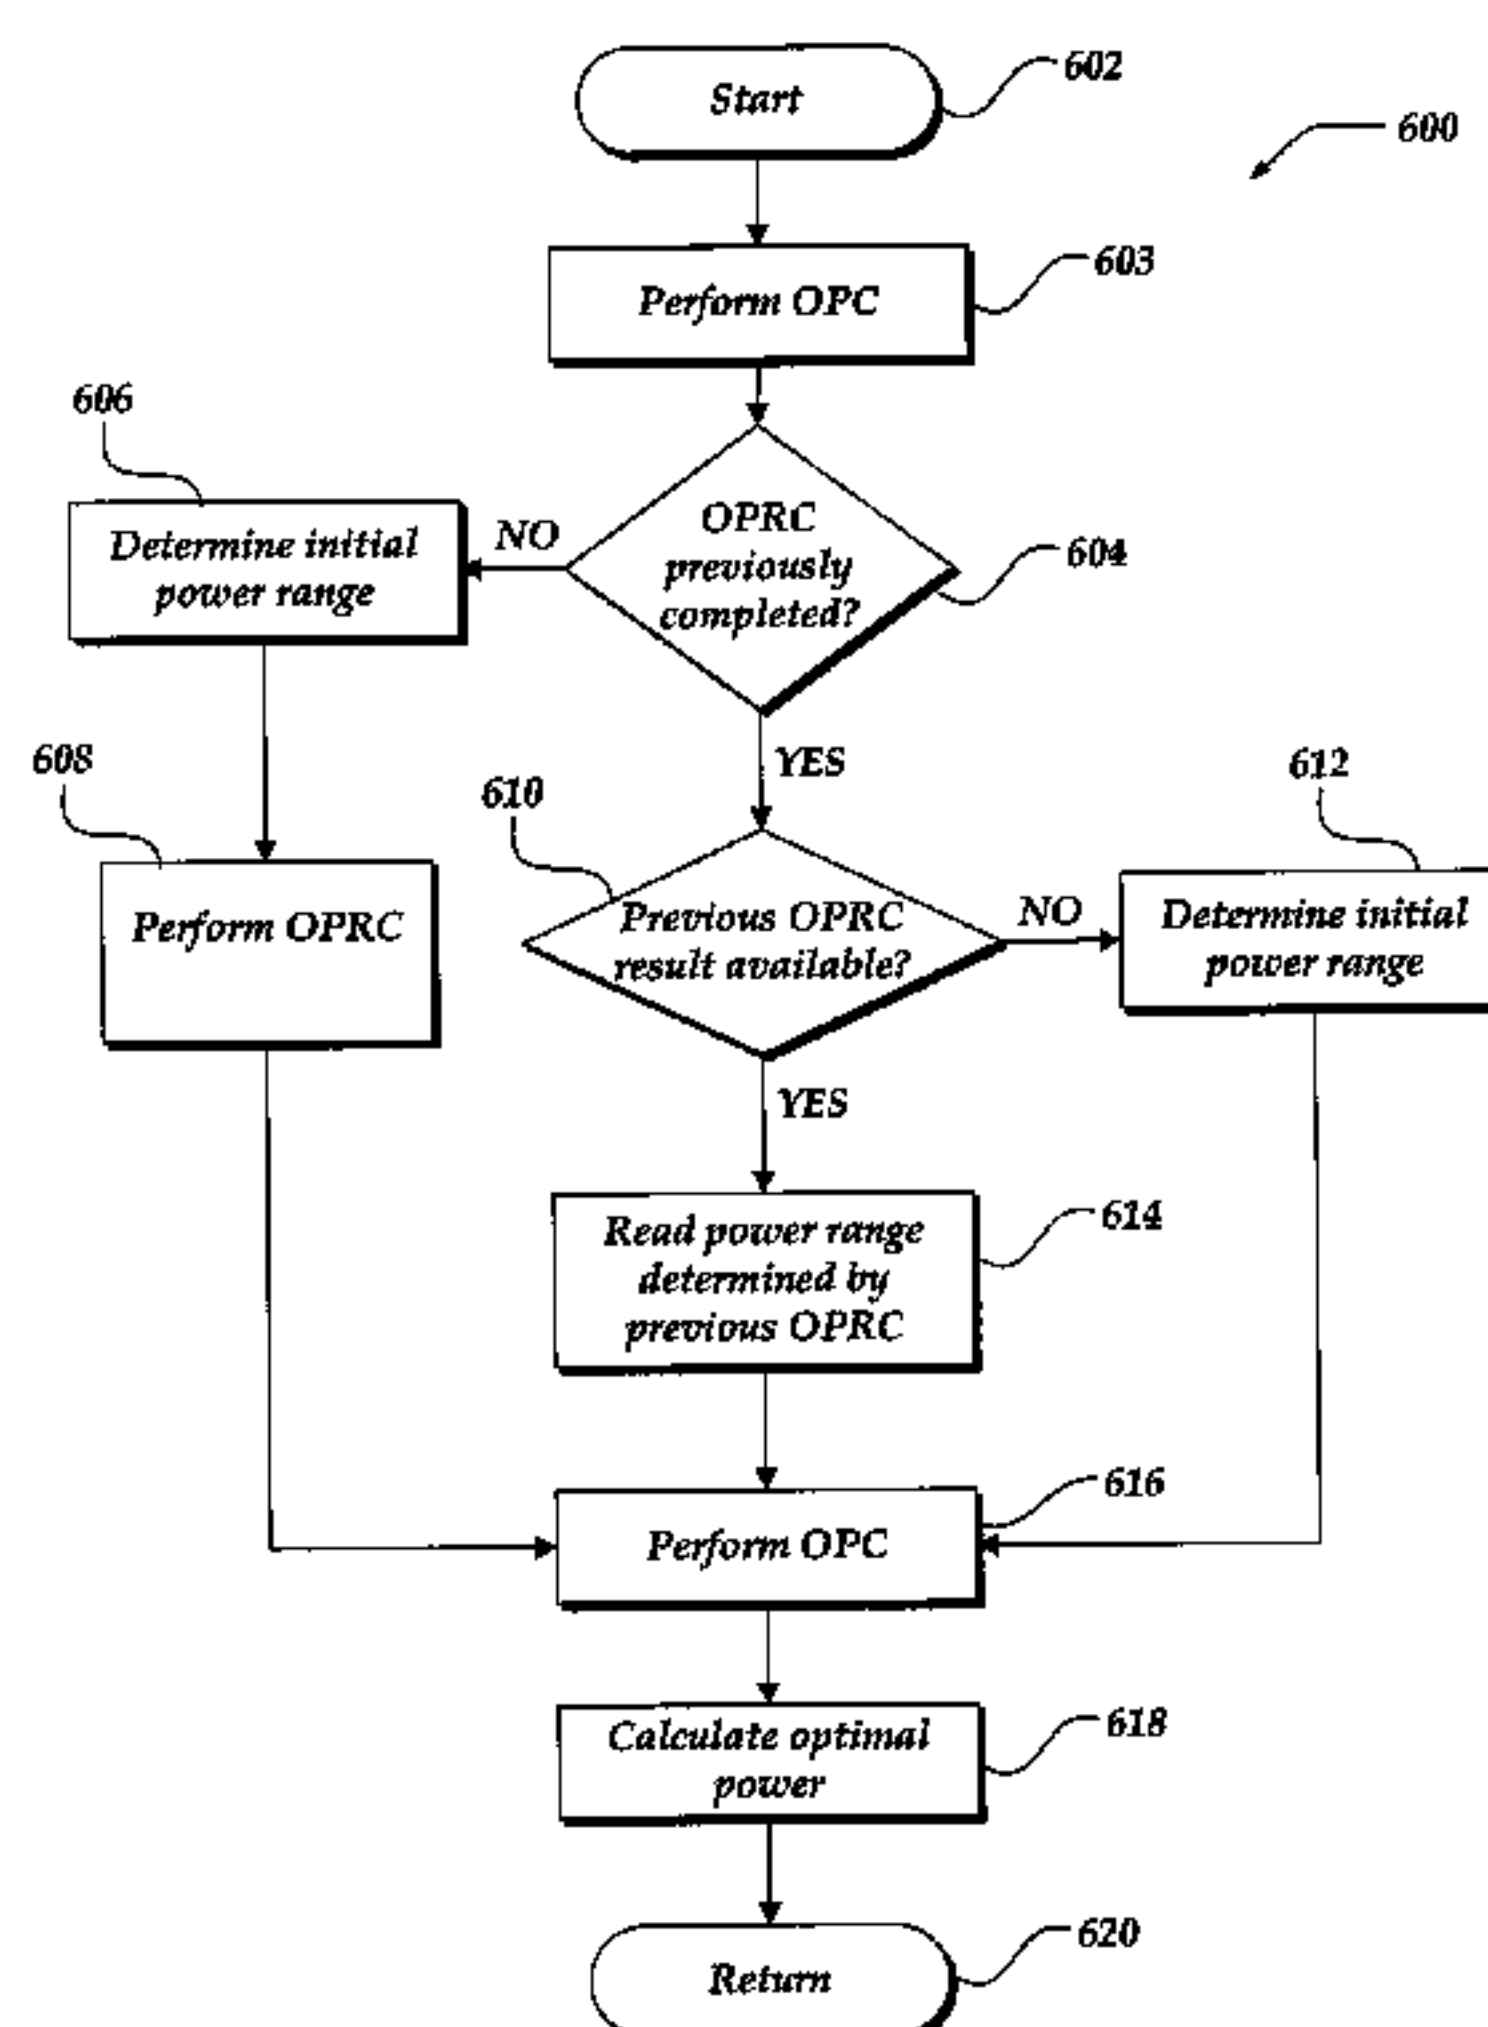 Start
602
600
Perform OPC
603
606
Determine initial
power range
NO
OPRC
previously
completed?
604
YES
608
Perform OPRC
610
Previous OPRC
result available?
NO
612
Determine initial
power range
YES
Read power range
determined by
previous OPRC
614
Perform OPC
616
Calculate optimal
power
618
Return
620